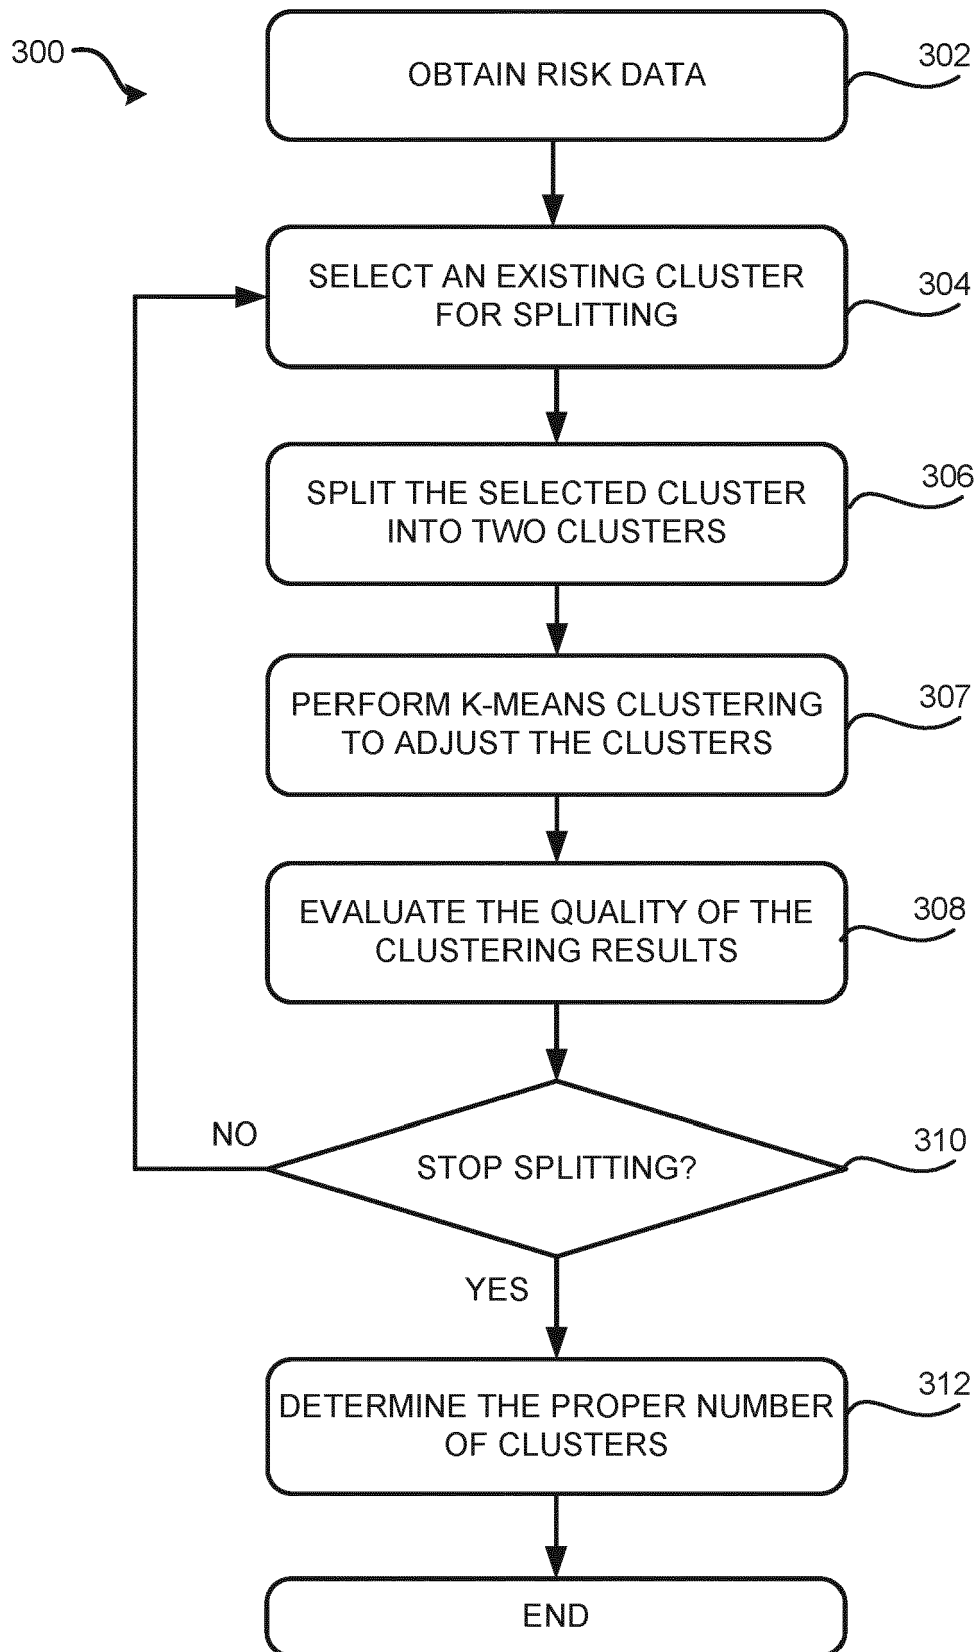 300
OBTAIN RISK DATA
302
SELECT AN EXISTING CLUSTER
FOR SPLITTING
304
SPLIT THE SELECTED CLUSTER
INTO TWO CLUSTERS
306
PERFORM K-MEANS CLUSTERING
TO ADJUST THE CLUSTERS
307
EVALUATE THE QUALITY OF THE
CLUSTERING RESULTS
308
NO
STOP SPLITTING?
310
YES
DETERMINE THE PROPER NUMBER
OF CLUSTERS
312
END